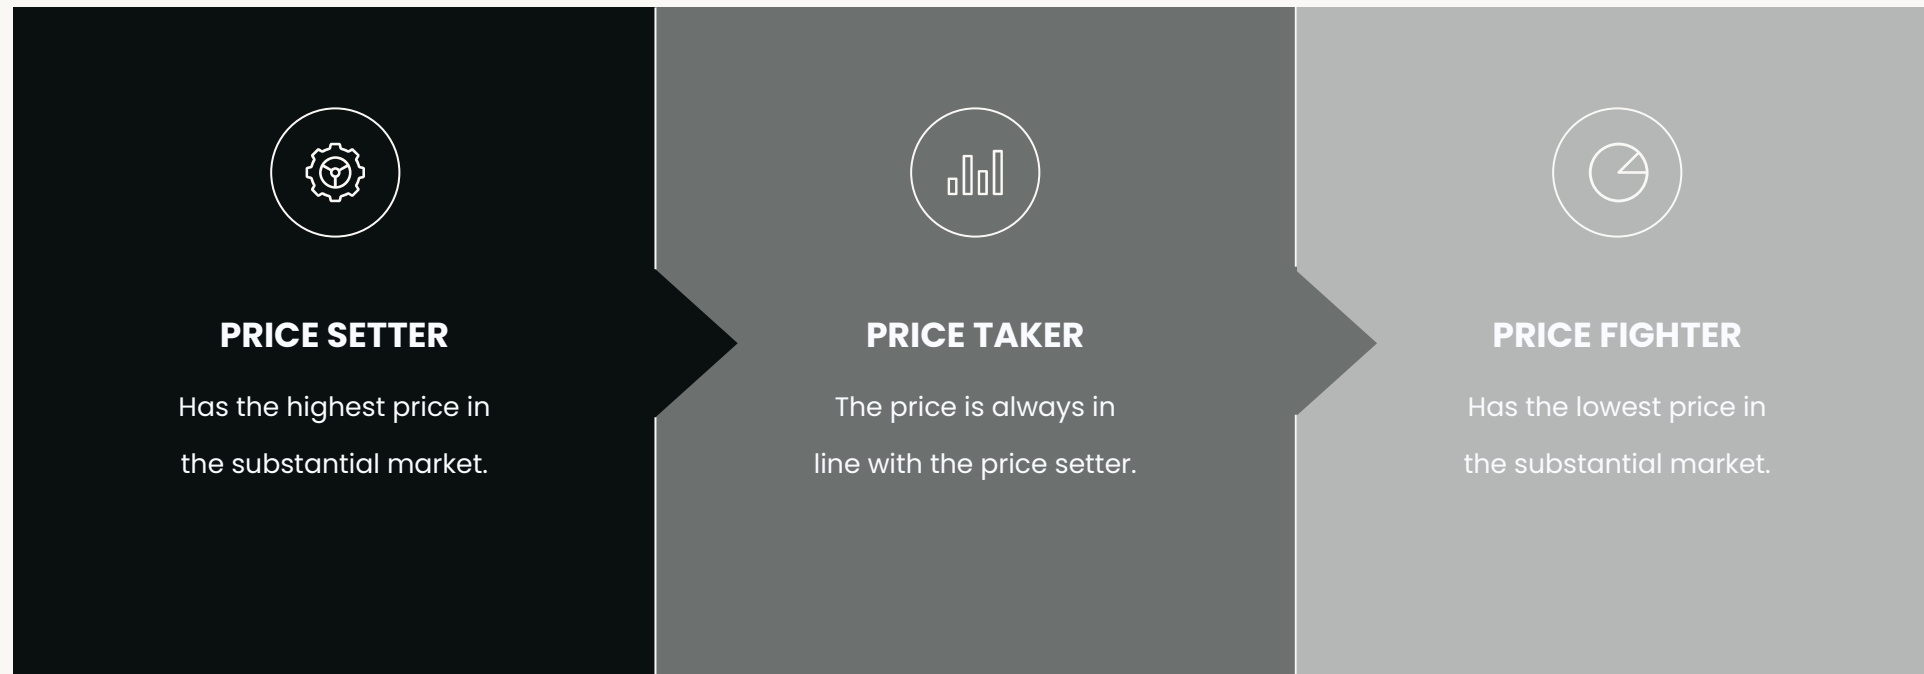 PRICE SETTER
Has the highest price in
the substantial market.
PRICE TAKER
The price is always in
line with the price setter.
PRICE FIGHTER
Has the lowest price in
the substantial market.